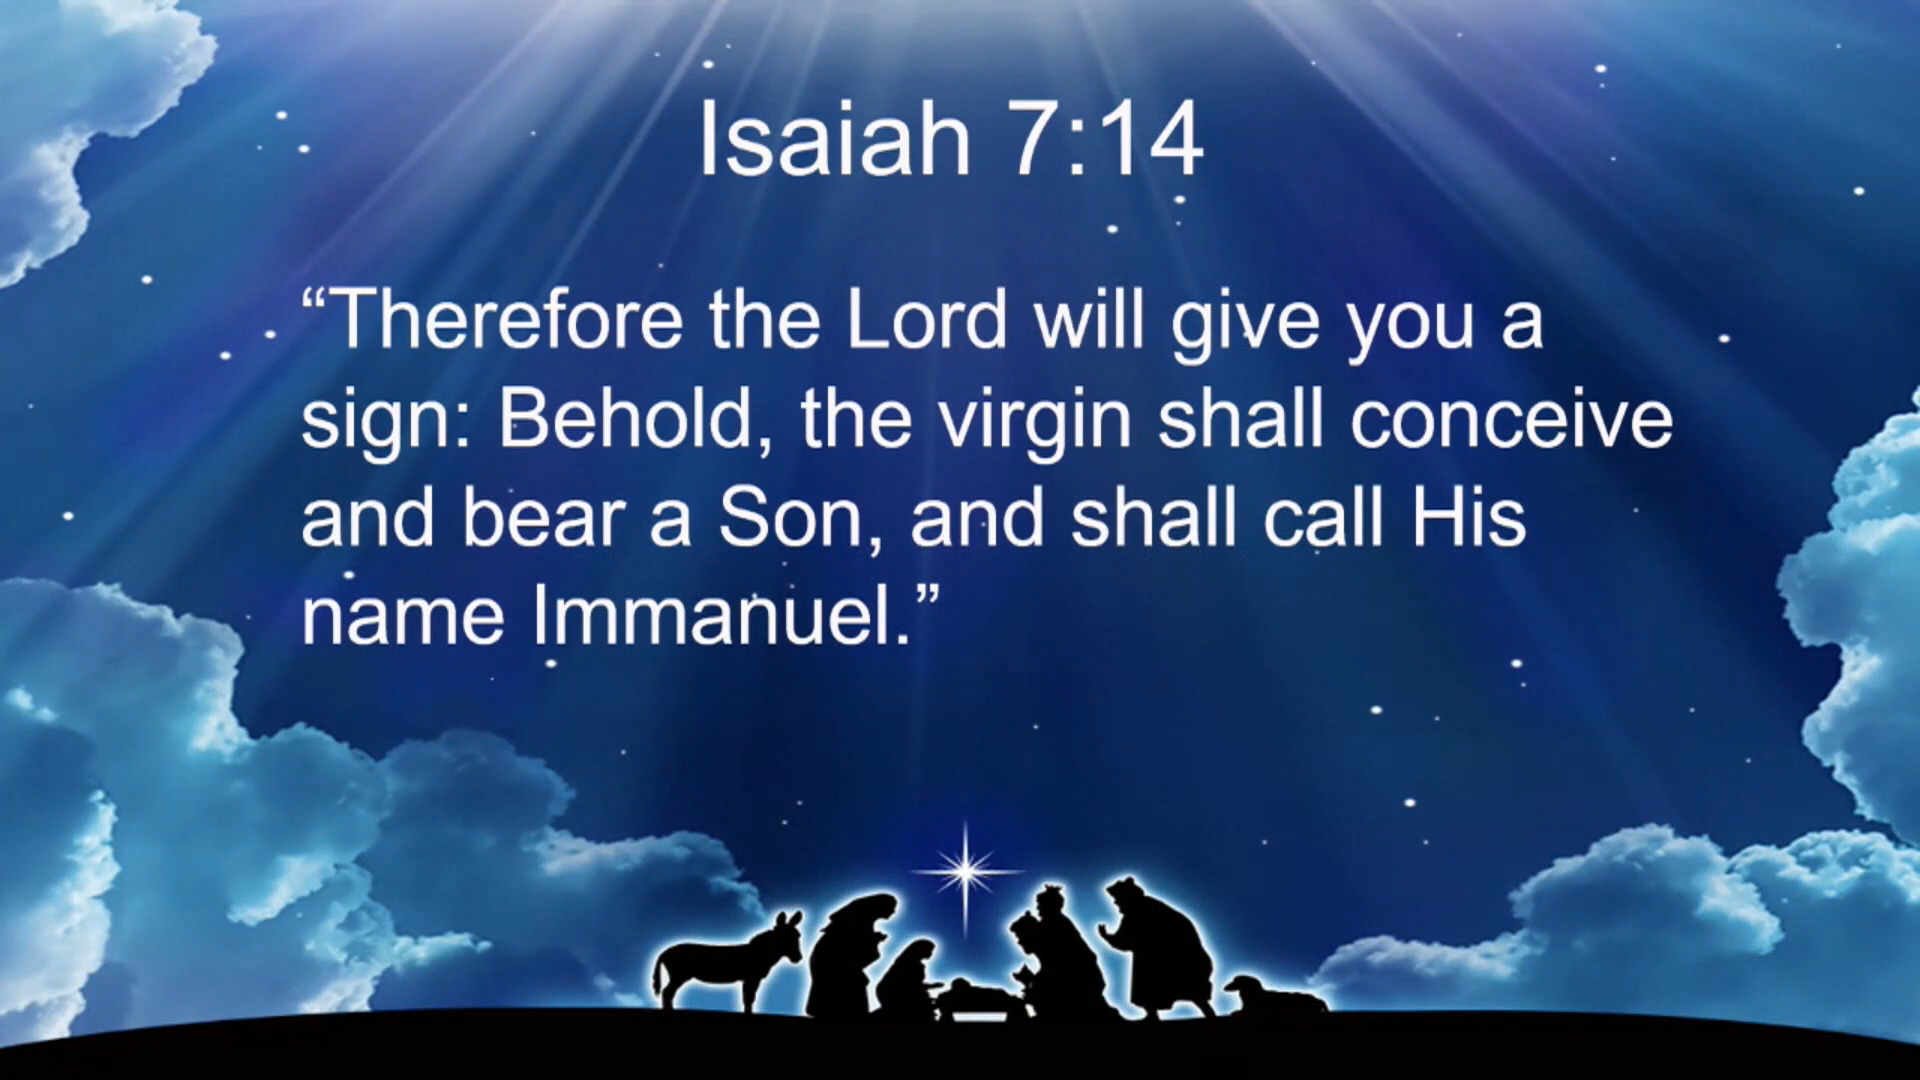 Isaiah 7:14
“Therefore the Lord will give you a
sign: Behold, the virgin shall conceive
and bear a Son, and shall call His
name Immanuel.”